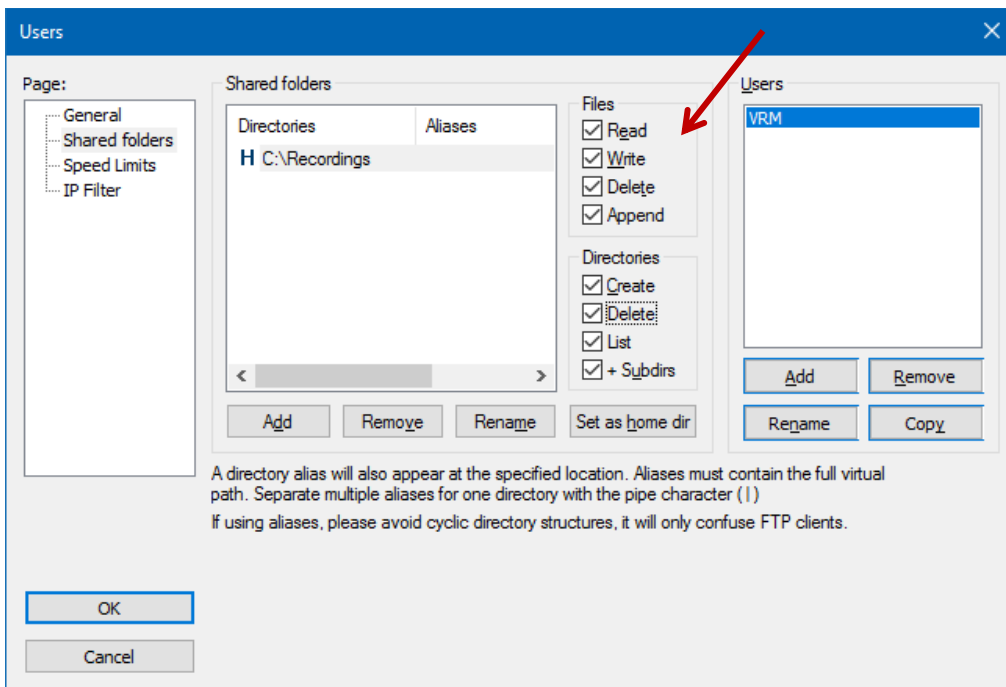 Users
Page:
General
Shared folders
Speed Limits
IP Filter
Shared folders
Directories Aliases
H C:\Recordings
Add Remove Rename Set as home dir
Files
Read
Write
Delete
Append
Directories
Create
Delete
List
+ Subdirs
Users
VRM
Add Remove
Rename Copy
A directory alias will also appear at the specified location. Aliases must contain the full virtual
path. Separate multiple aliases for one directory with the pipe character ( | )
If using aliases, please avoid cyclic directory structures, it will only confuse FTP clients.
OK
Cancel